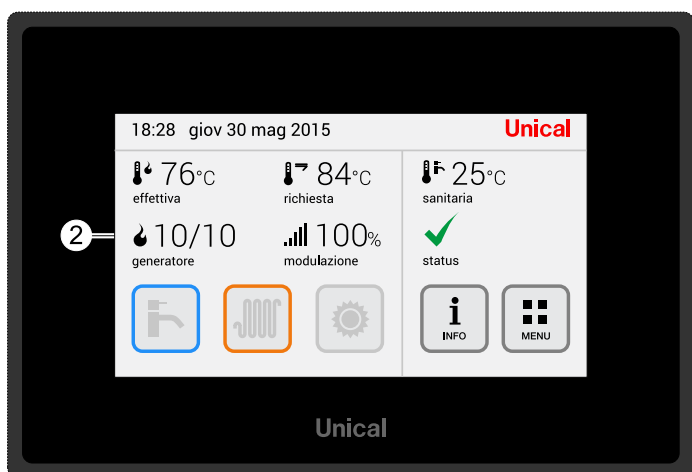 18:28 giov 30 mag 2015 Unical
76°C 84°C 25°C
effettiva richiesta sanitaria
2 10/10 100%
generatore modulazione status
i
INFO MENU
Unical